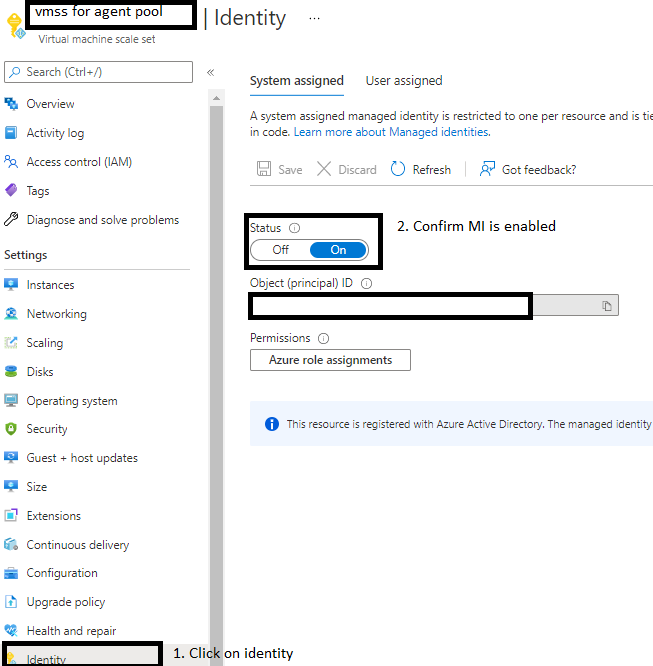 vmss for agent pool | Identity ...
Virtual machine scale set
Search (Ctrl+/) «
Overview
Activity log
Access control (IAM)
Tags
Diagnose and solve problems
Settings
Instances
Networking
Scaling
Disks
Operating system
Security
Guest + host updates
Size
Extensions
Continuous delivery
Configuration
Upgrade policy
Health and repair
Identity
1. Click on identity
System assigned User assigned
A system assigned managed identity is restricted to one per resource and is tie
in code. Learn more about Managed identities.
Save Discard Refresh Got feedback?
Status
Off On
2. Confirm MI is enabled
Object (principal) ID
Permissions
Azure role assignments
This resource is registered with Azure Active Directory. The managed identity